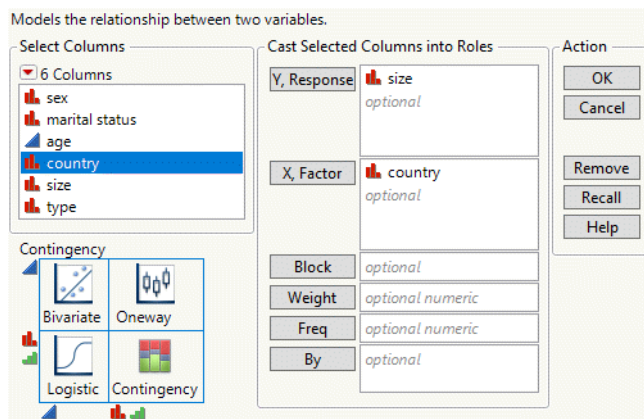 Models the relationship between two variables.
Select Columns
6 Columns
sex
marital status
age
country
size
type
Contingency
Bivariate
Oneway
Logistic
Contingency
Cast Selected Columns into Roles
Y, Response
size
optional
X, Factor
country
optional
Block
optional
Weight
optional numeric
Freq
optional numeric
By
optional
Action
OK
Cancel
Remove
Recall
Help